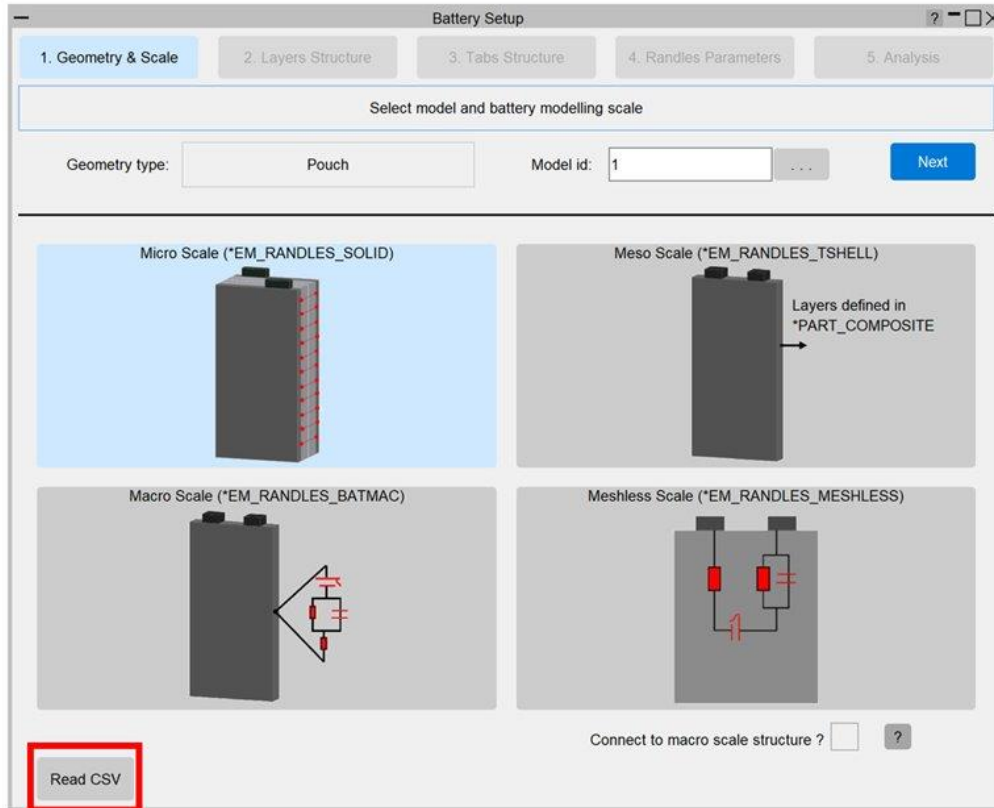 Battery Setup
?
1. Geometry & Scale
2. Layers Structure
3. Tabs Structure
4. Randles Parameters
5. Analysis
Select model and battery modelling scale
Geometry type:
Pouch
Model id:
1
...
Next
Micro Scale (*EM_RANDLES_SOLID)
Meso Scale (*EM_RANDLES_TSHELL)
Layers defined in
*PART_COMPOSITE
Macro Scale (*EM_RANDLES_BATMAC)
Meshless Scale (*EM_RANDLES_MESHLESS)
Connect to macro scale structure ?
?
Read CSV